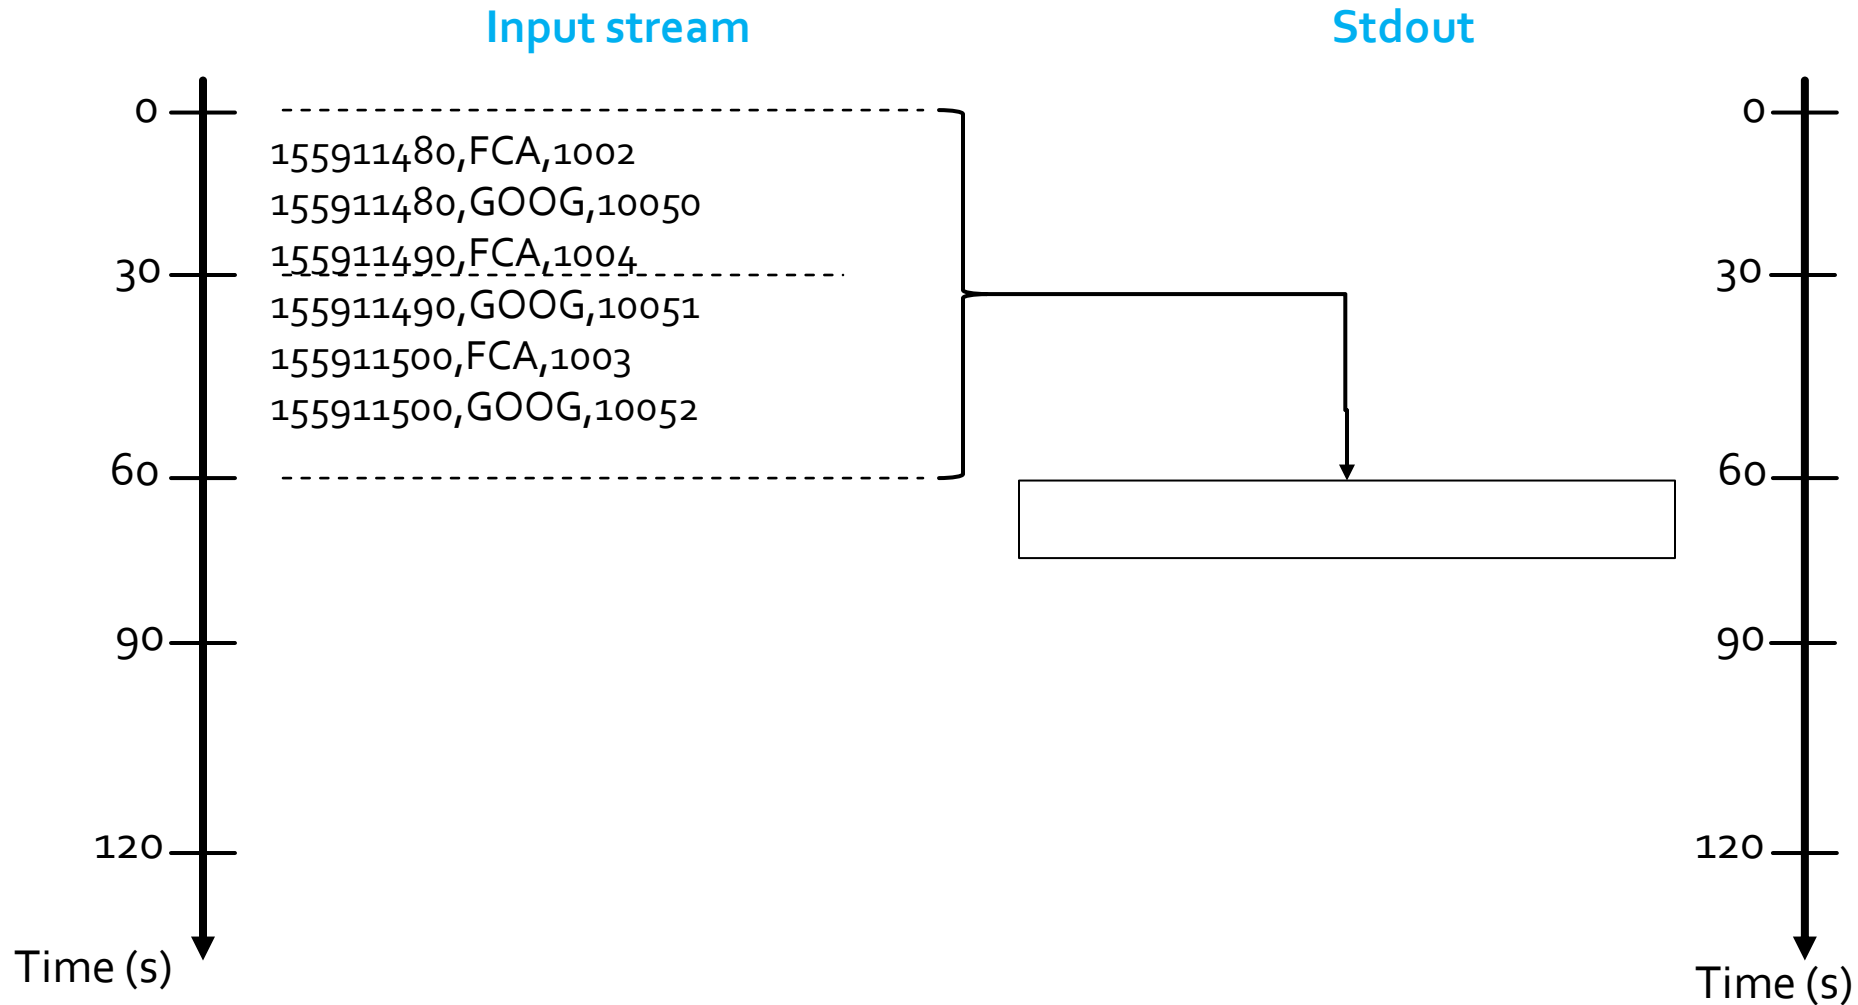 Input stream
Stdout
0
155911480,FCA,1002
155911480,GOOG,10050
155911490,FCA,1004
30
155911490,GOOG,10051
155911500,FCA,1003
155911500,GOOG,10052
60
90
120
Time (s)
0
30
60
90
120
Time (s)